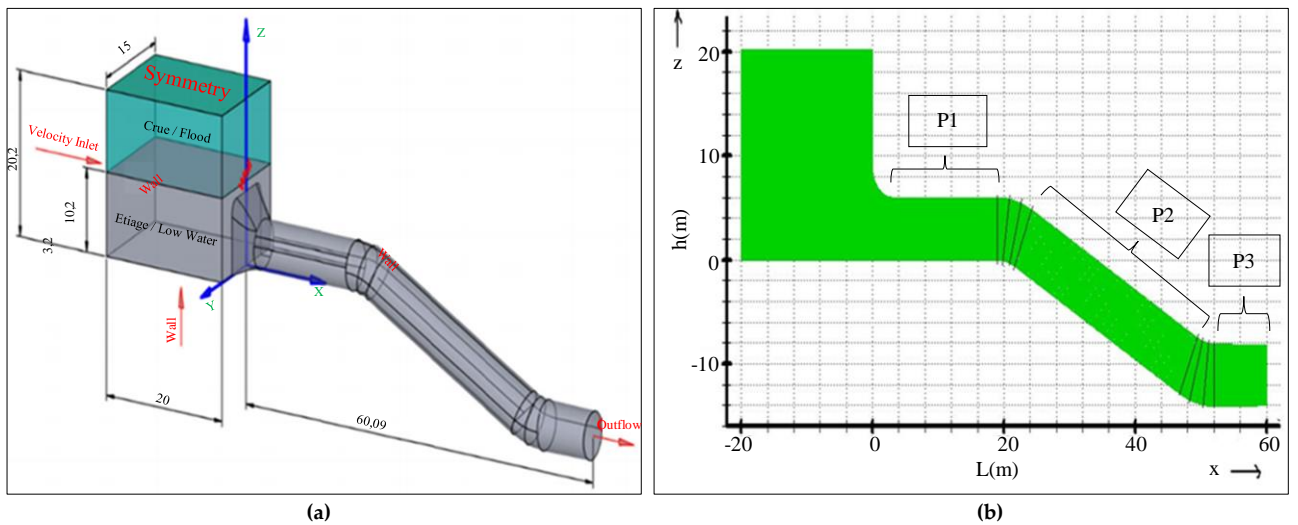 Z
15
Symmetry
Crue / Flood
Velocity Inlet
20,2
Wall
10,2
Etiage / Low Water
3,2
Wall
X
Y
Wall
20
60,09
Outflow
(a)
z
20
10
0
-10
h(m)
P1
P2
P3
-20
0
20
40
60
L(m)
x
(b)